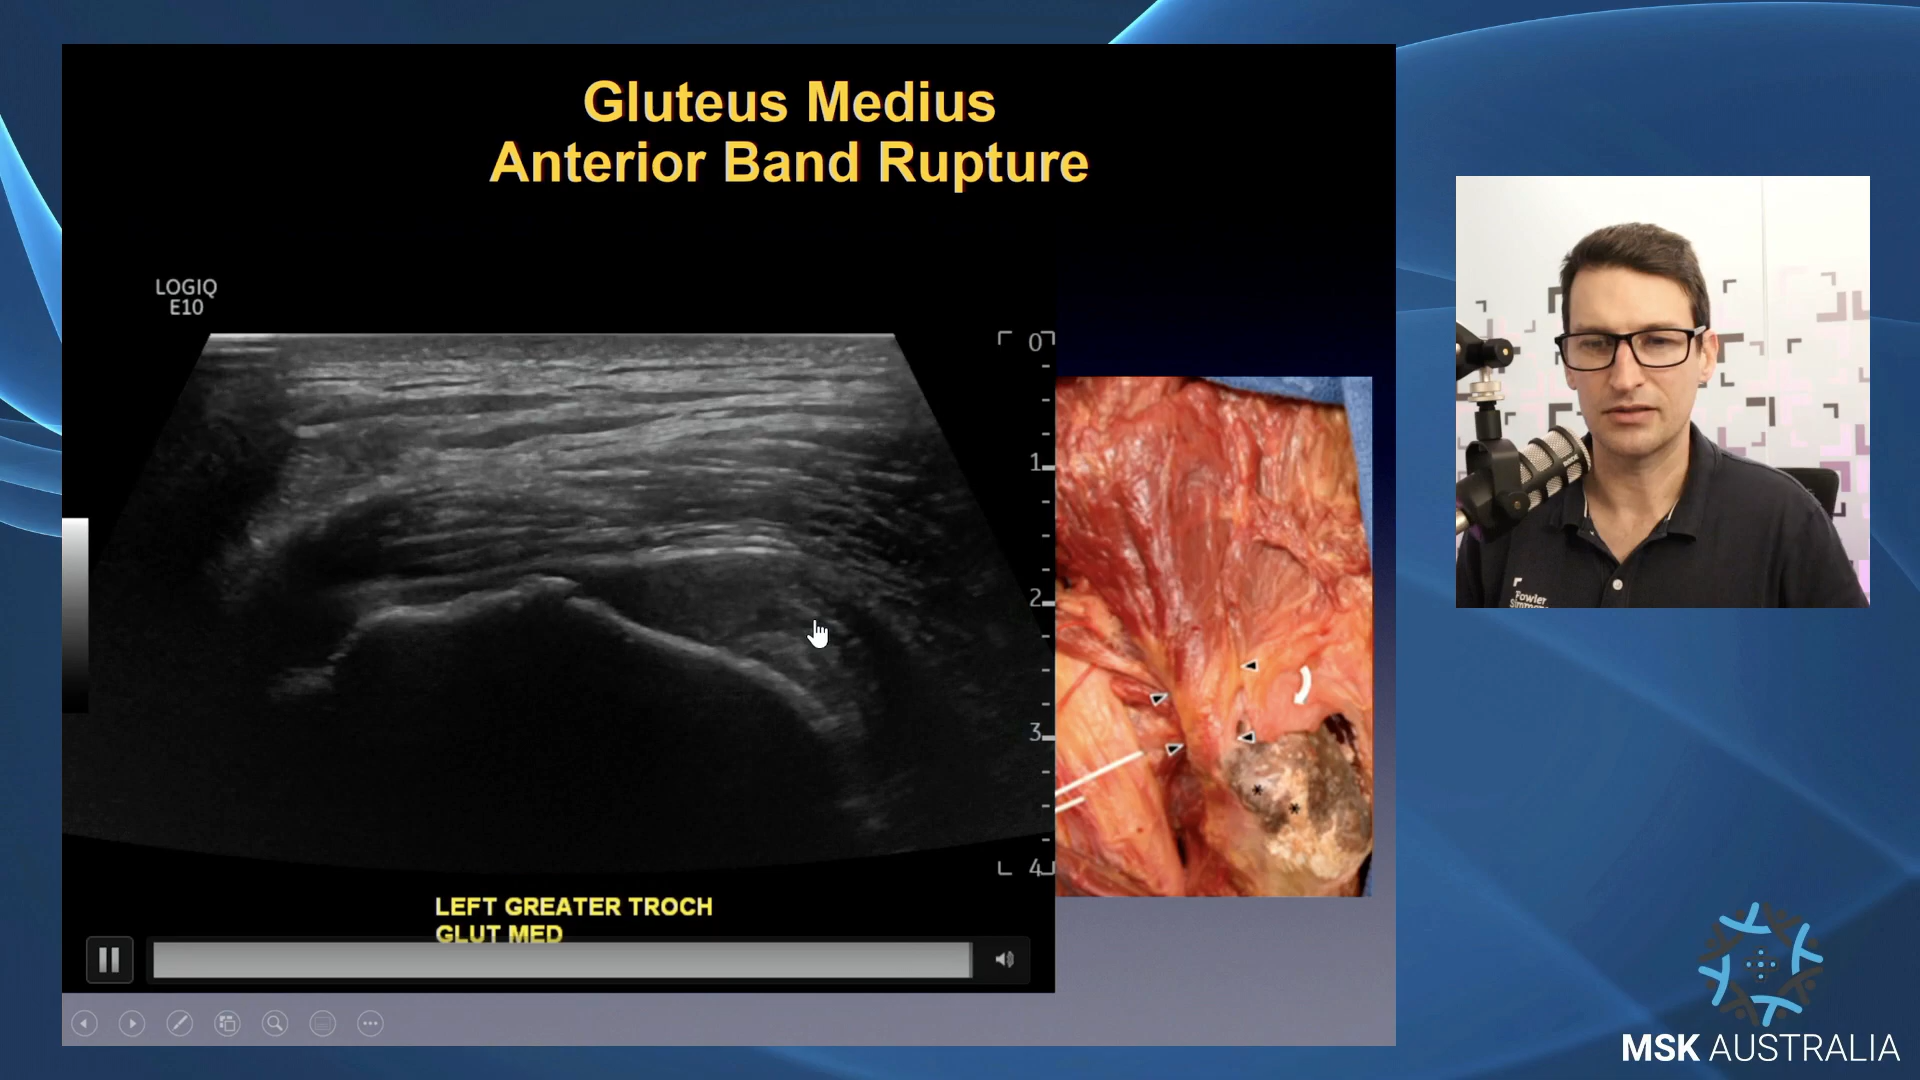 Gluteus Medius
Anterior Band Rupture
LOGIQ
E10
0
1
2
3
4
LEFT GREATER TROCH
GLUT MED
* *
Fowler
MSK AUSTRALIA